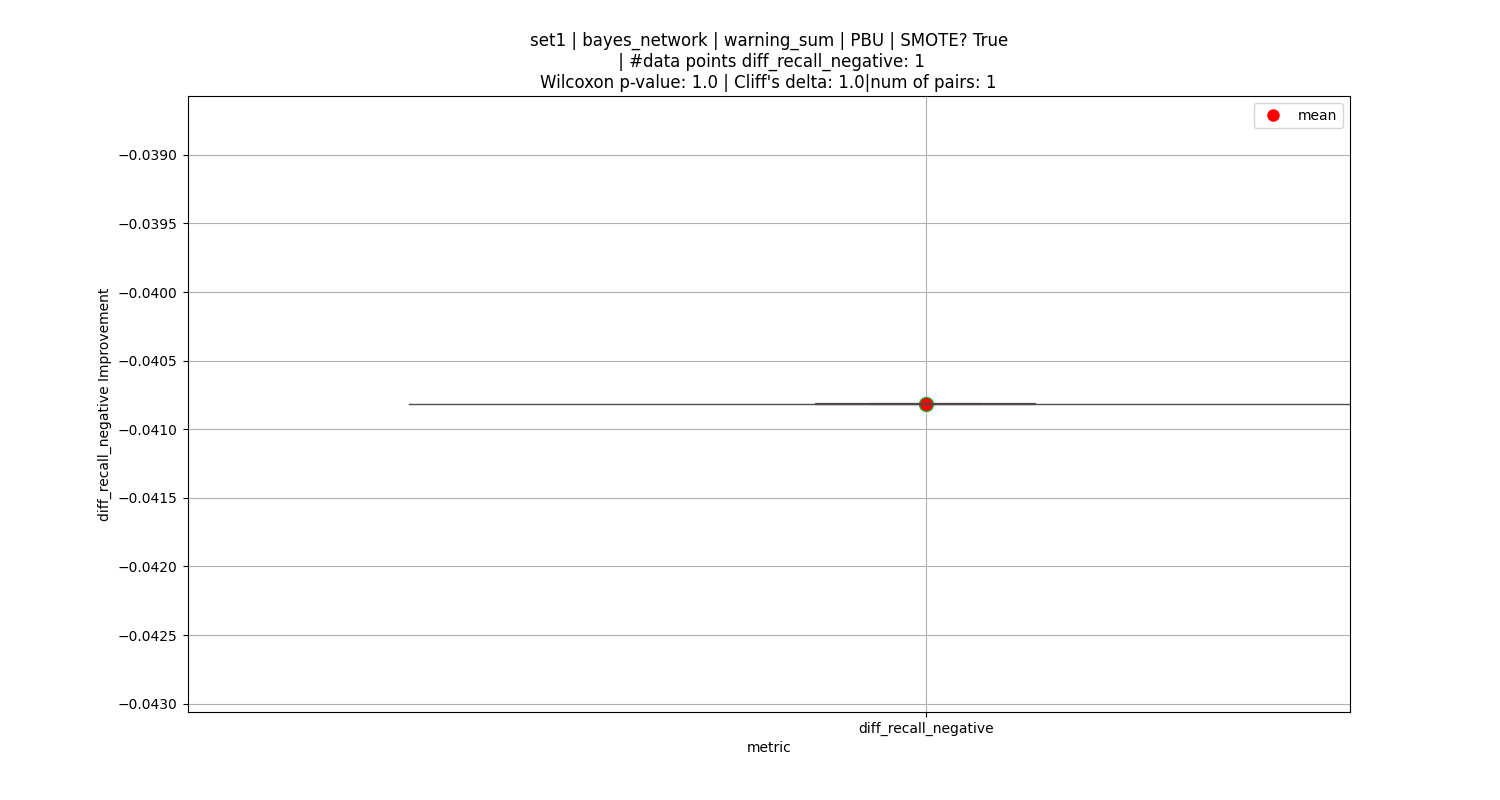 set1 | bayes_network | warning_sum | PBU | SMOTE? True
| #data points diff_recall_negative: 1
Wilcoxon p-value: 1.0 | Cliff's delta: 1.0|num of pairs: 1
mean
−0.0390
−0.0395
−0.0400
−0.0405
−0.0410
−0.0415
−0.0420
−0.0425
−0.0430
diff_recall_negative Improvement
diff_recall_negative
metric